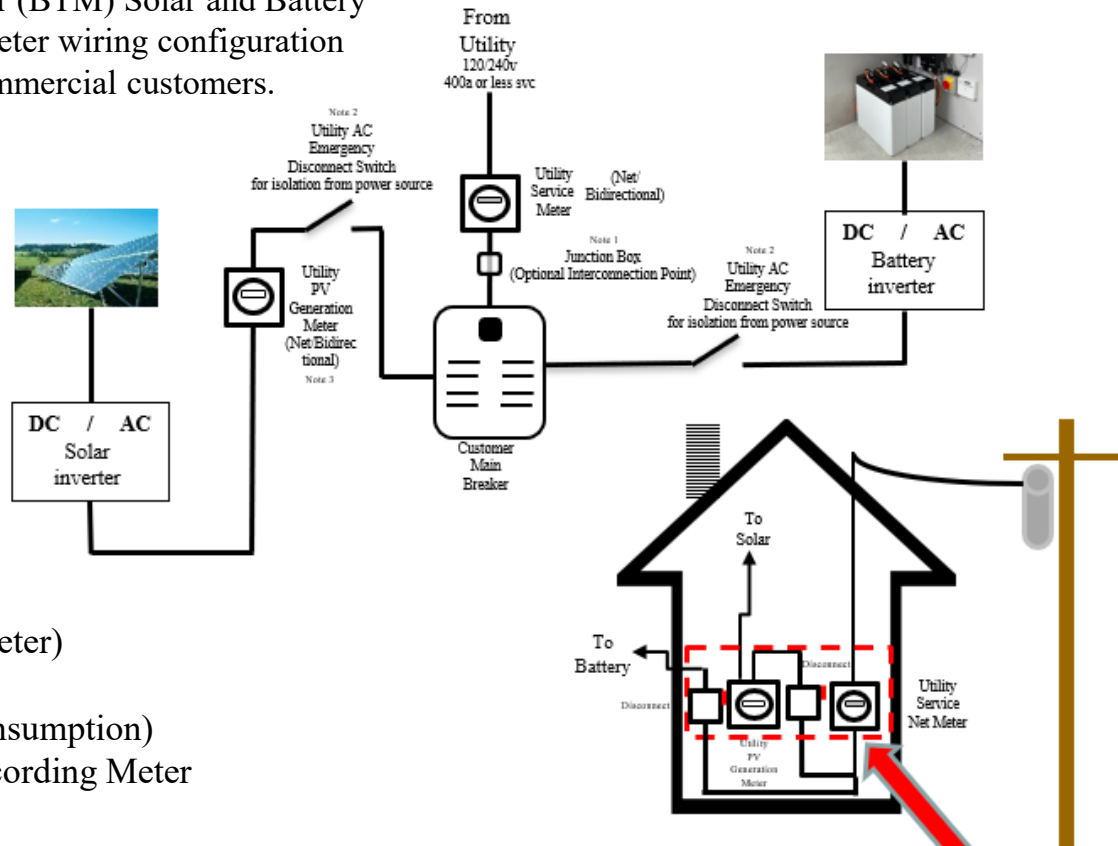 r (BTM) Solar and Battery
eter wiring configuration
mmercial customers.
From
Utility
120/240v
400a or less svc
Note 2
Utility AC
Emergency
Disconnect Switch
for isolation from power source
Utility
Service
Meter
(Net/
Bidirectional)
Note 1
Junction Box
(Optional Interconnection Point)
Note 2
Utility AC
Emergency
Disconnect Switch
for isolation from power source
DC / AC
Battery
inverter
Utility
PV
Generation
Meter
(Net/Bidirec
tional)
Note 3
DC / AC
Solar
inverter
Customer
Main
Breaker
To
Solar
To
Battery
Disconnect
Disconnect
Utility
PV
Generation
Meter
Utility
Service
Net Meter
eter)
nsumption)
cording Meter